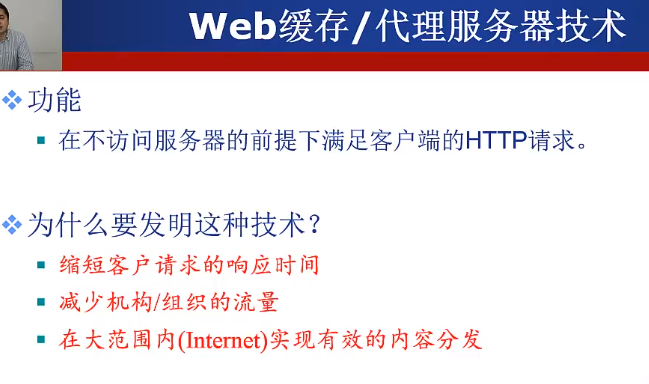 Web缓存/代理服务器技术
功能
在不访问服务器的前提下满足客户端的HTTP请求。
为什么要发明这种技术？
缩短客户请求的响应时间
减少机构/组织的流量
在大范围内(Internet)实现有效的内容分发